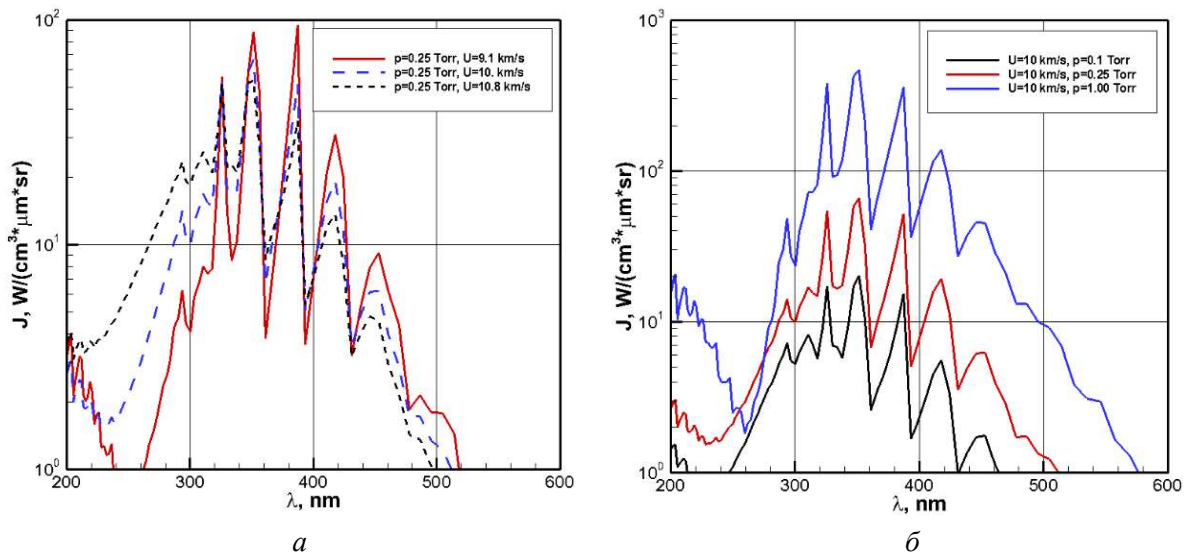 10²
p=0.25 Torr, U=9.1 km/s
p=0.25 Torr, U=10. km/s
p=0.25 Torr, U=10.8 km/s
J, W/(cm³*μm*sr)
10¹
10⁰
200 300 400 500 600
λ, nm
а
10³
U=10 km/s, p=0.1 Torr
U=10 km/s, p=0.25 Torr
U=10 km/s, p=1.00 Torr
10²
J, W/(cm³*μm*sr)
10¹
10⁰
200 300 400 500 600
λ, nm
б